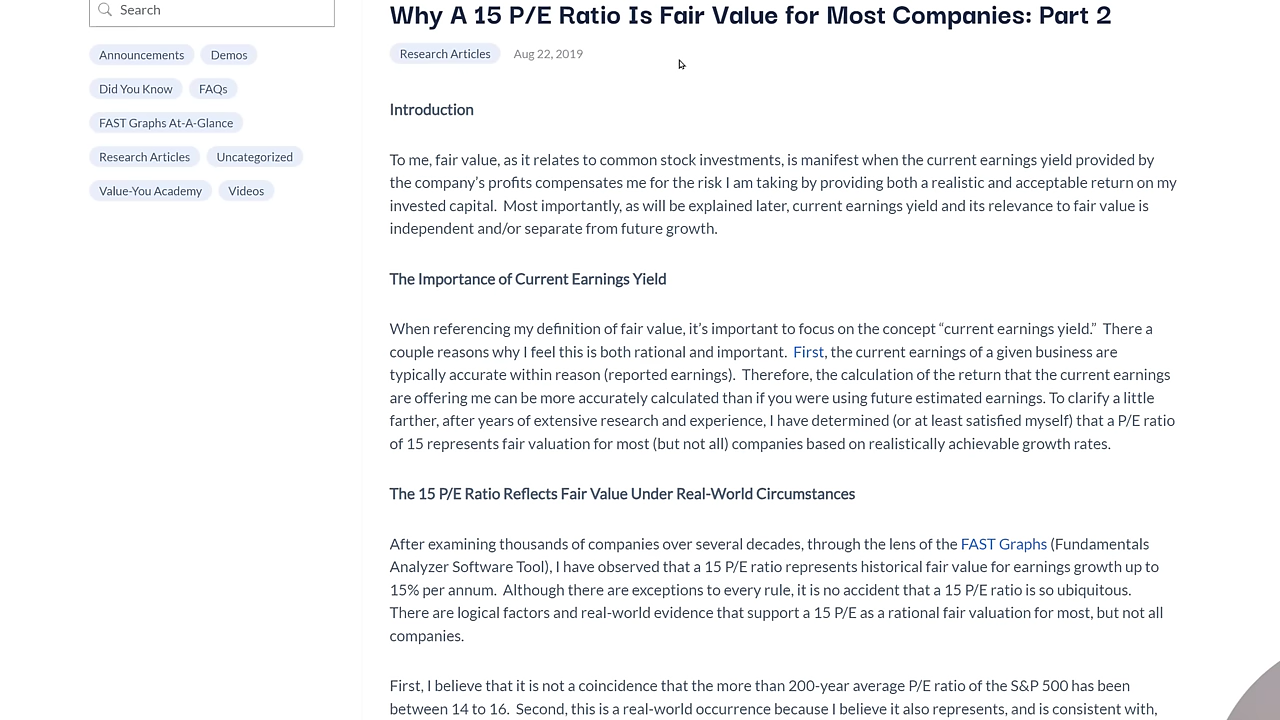 Search
Announcements
Demos
Did You Know
FAQs
FAST Graphs At-A-Glance
Research Articles
Uncategorized
Value-You Academy
Videos
Why A 15 P/E Ratio Is Fair Value for Most Companies: Part 2
Research Articles
Aug 22, 2019
Introduction
To me, fair value, as it relates to common stock investments, is manifest when the current earnings yield provided by
the company's profits compensates me for the risk I am taking by providing both a realistic and acceptable return on my
invested capital.  Most importantly, as will be explained later, current earnings yield and its relevance to fair value is
independent and/or separate from future growth.
The Importance of Current Earnings Yield
When referencing my definition of fair value, it's important to focus on the concept “current earnings yield.”  There a
couple reasons why I feel this is both rational and important.  First, the current earnings of a given business are
typically accurate within reason (reported earnings).  Therefore, the calculation of the return that the current earnings
are offering me can be more accurately calculated than if you were using future estimated earnings. To clarify a little
farther, after years of extensive research and experience, I have determined (or at least satisfied myself) that a P/E ratio
of 15 represents fair valuation for most (but not all) companies based on realistically achievable growth rates.
The 15 P/E Ratio Reflects Fair Value Under Real-World Circumstances
After examining thousands of companies over several decades, through the lens of the FAST Graphs (Fundamentals
Analyzer Software Tool), I have observed that a 15 P/E ratio represents historical fair value for earnings growth up to
15% per annum.  Although there are exceptions to every rule, it is no accident that a 15 P/E ratio is so ubiquitous.
There are logical factors and real-world evidence that support a 15 P/E as a rational fair valuation for most, but not all
companies.
First, I believe that it is not a coincidence that the more than 200-year average P/E ratio of the S&P 500 has been
between 14 to 16.  Second, this is a real-world occurrence because I believe it also represents, and is consistent with,